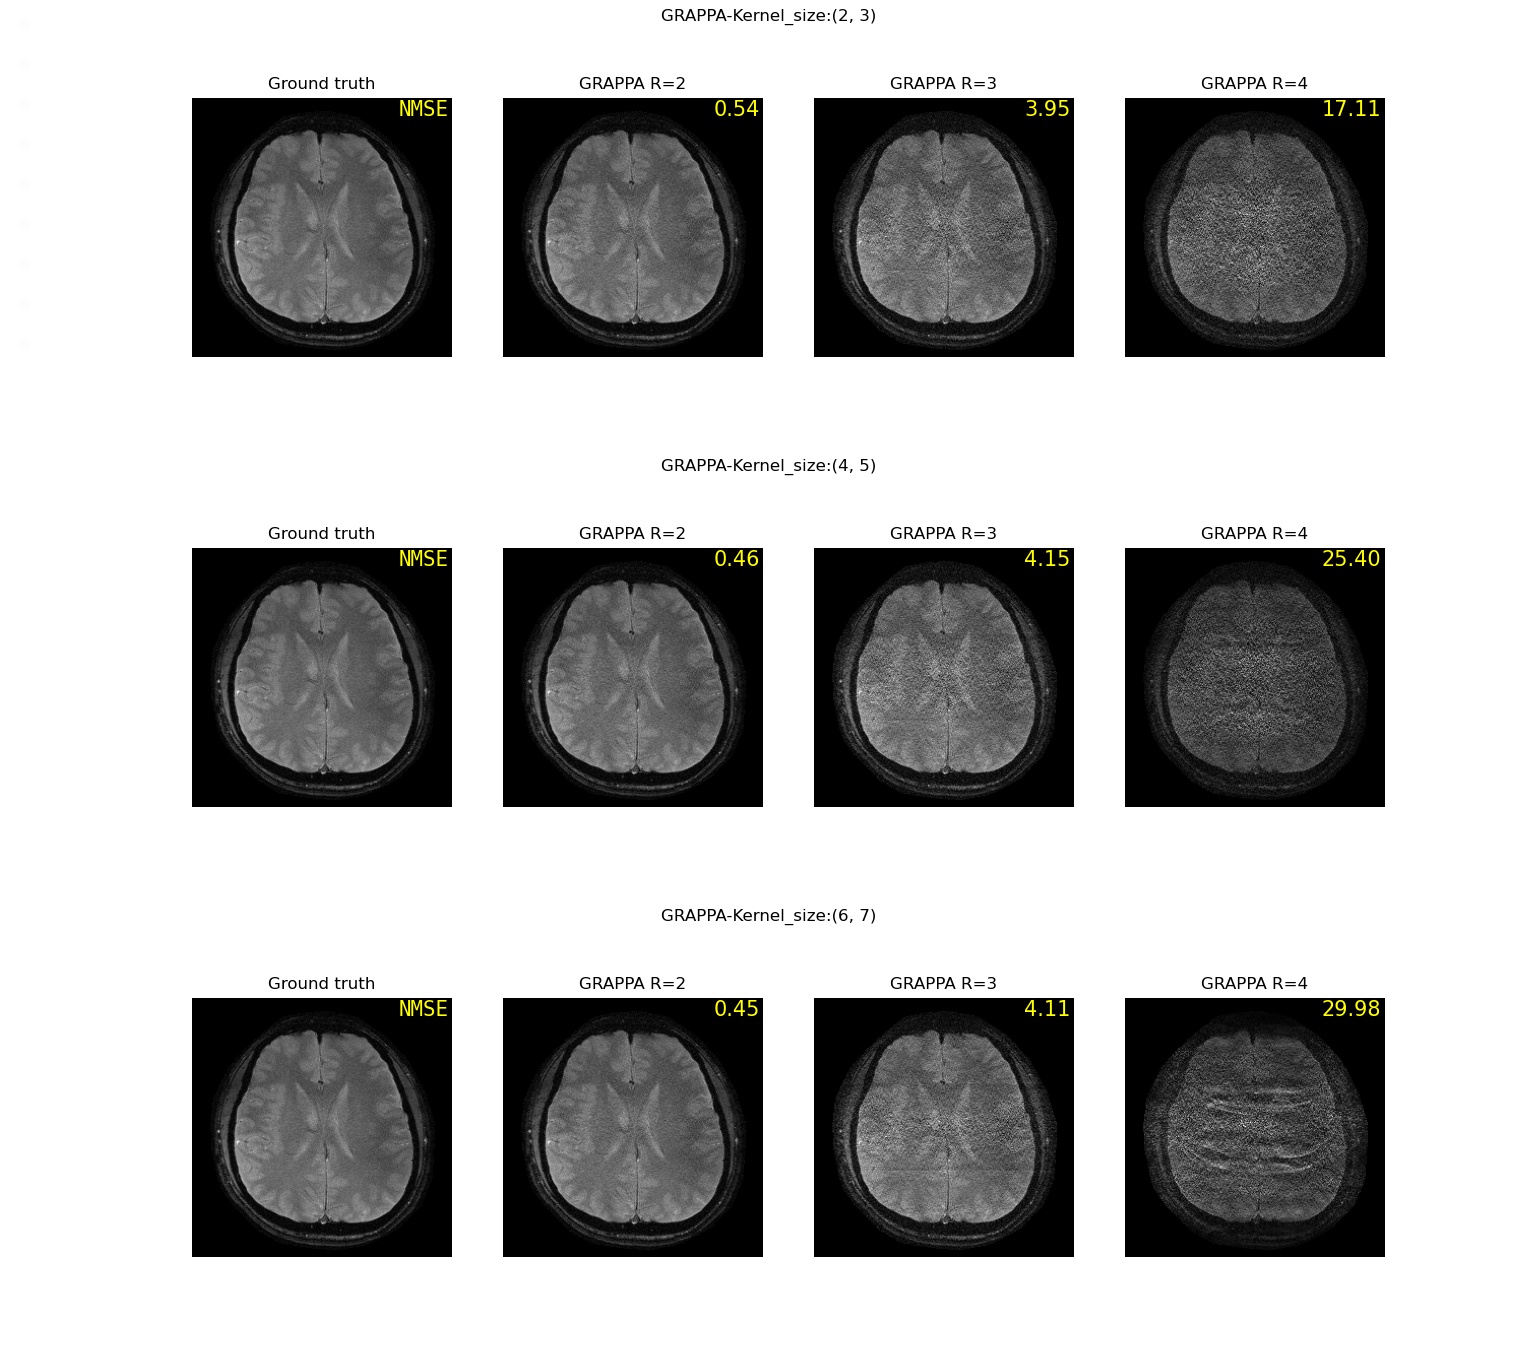 GRAPPA-Kernel_size:(2, 3)
Ground truth GRAPPA R=2 GRAPPA R=3 GRAPPA R=4
NMSE 0.54 3.95 17.11
GRAPPA-Kernel_size:(4, 5)
Ground truth GRAPPA R=2 GRAPPA R=3 GRAPPA R=4
NMSE 0.46 4.15 25.40
GRAPPA-Kernel_size:(6, 7)
Ground truth GRAPPA R=2 GRAPPA R=3 GRAPPA R=4
NMSE 0.45 4.11 29.98